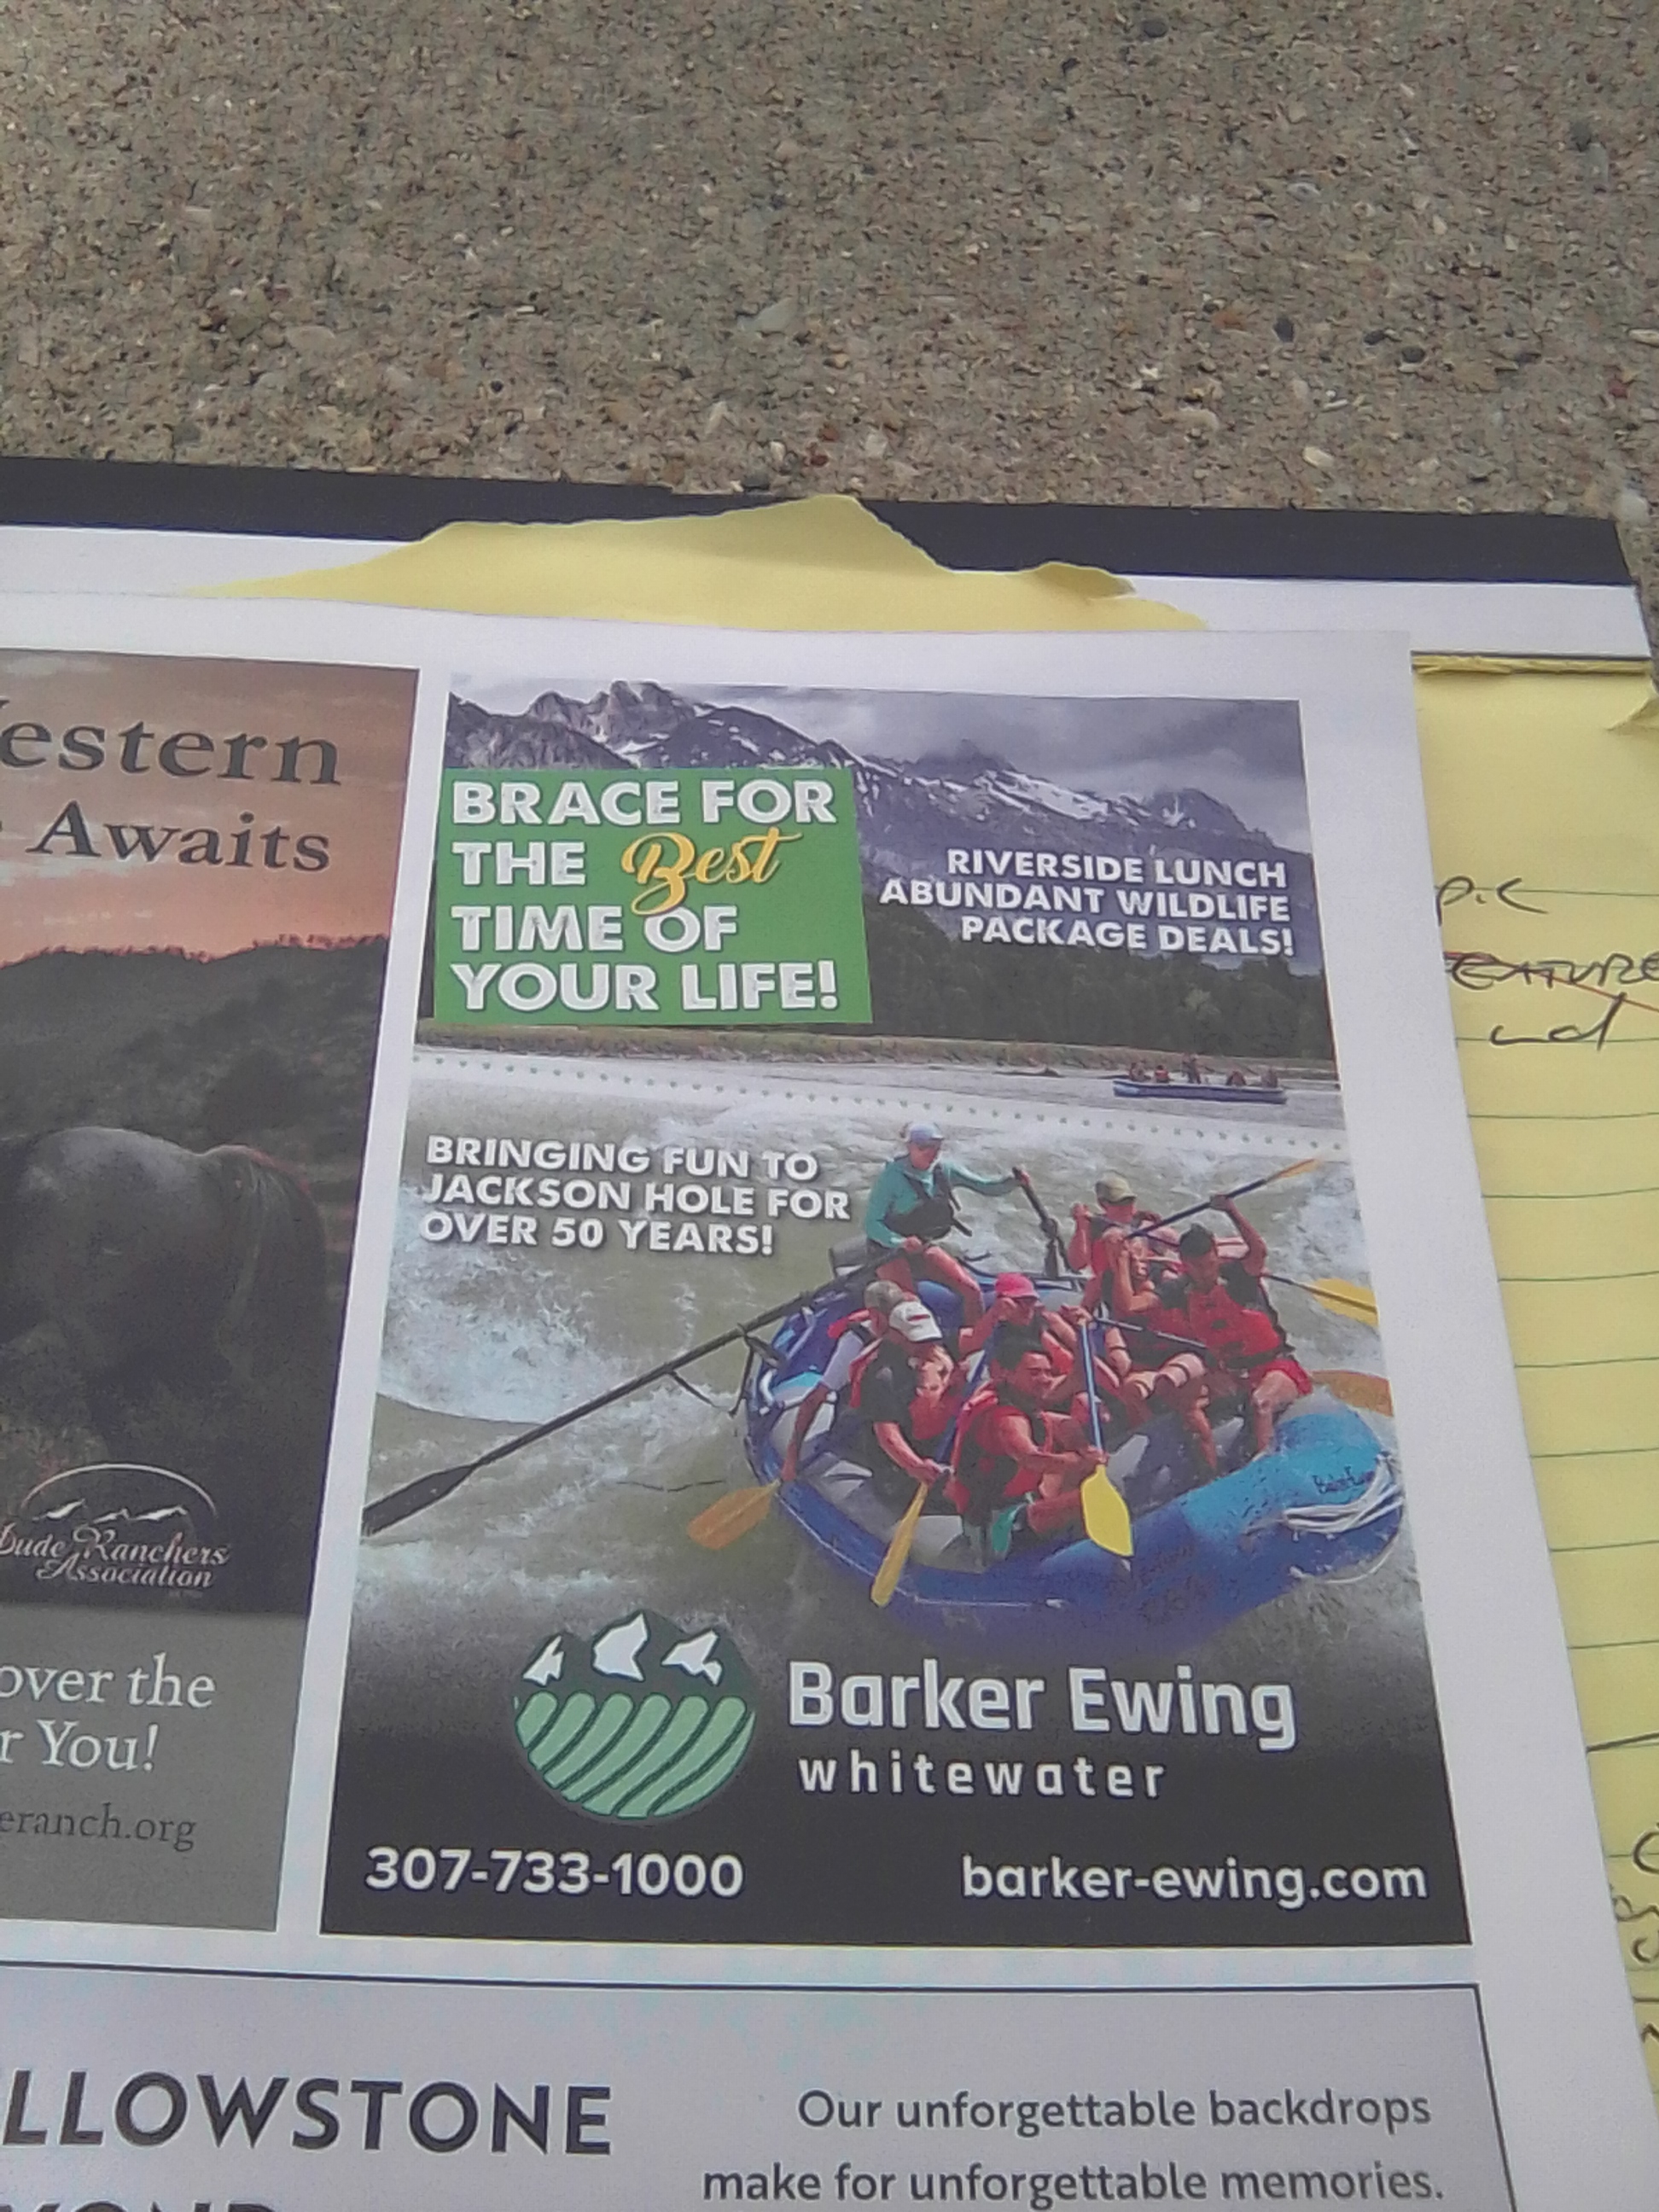 estern
Awaits
Dude Ranchers
Association
over the
r You!
eranch.org
BRACE FOR
THE Best
TIME OF
YOUR LIFE!
RIVERSIDE LUNCH
ABUNDANT WILDLIFE
PACKAGE DEALS!
BRINGING FUN TO
JACKSON HOLE FOR
OVER 50 YEARS!
Barker Ewing
whitewater
307-733-1000
barker-ewing.com
LLOWSTONE
Our unforgettable backdrops
make for unforgettable memories.